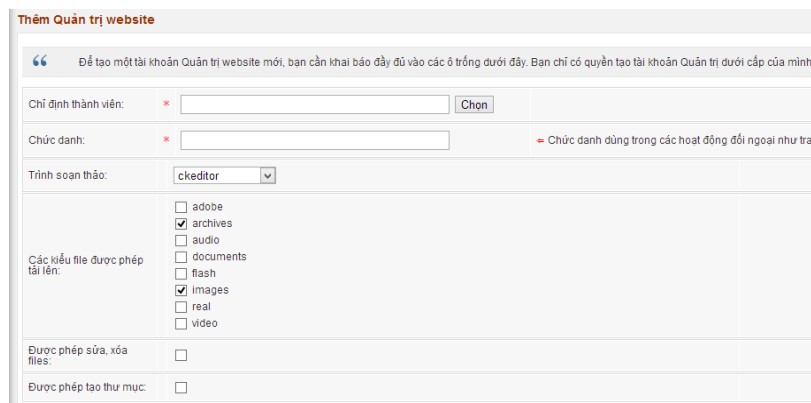 Thêm Quản trị website
Để tạo một tài khoản Quản trị website mới, bạn cần khai báo đầy đủ vào các ô trống dưới đây. Bạn chỉ có quyền tạo tài khoản Quản trị dưới cấp của mình
Chỉ định thành viên: * Chọn
Chức danh: * Chức danh dùng trong các hoạt động đối ngoại như tra
Trình soạn thảo: ckeditor
Các kiểu file được phép
tải lên:
adobe
archives
audio
documents
flash
images
real
video
Được phép sửa, xóa
files:
Được phép tạo thư mục: